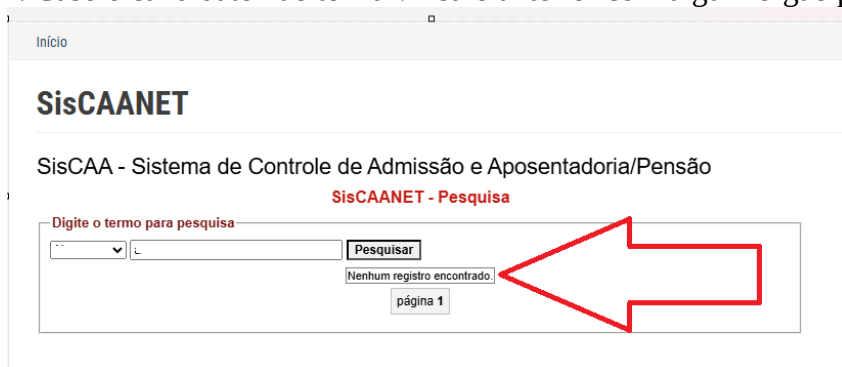 Início
SisCAANET
SisCAA - Sistema de Controle de Admissão e Aposentadoria/Pensão
SisCAANET - Pesquisa
Digite o termo para pesquisa
Pesquisar
Nenhum registro encontrado.
página 1